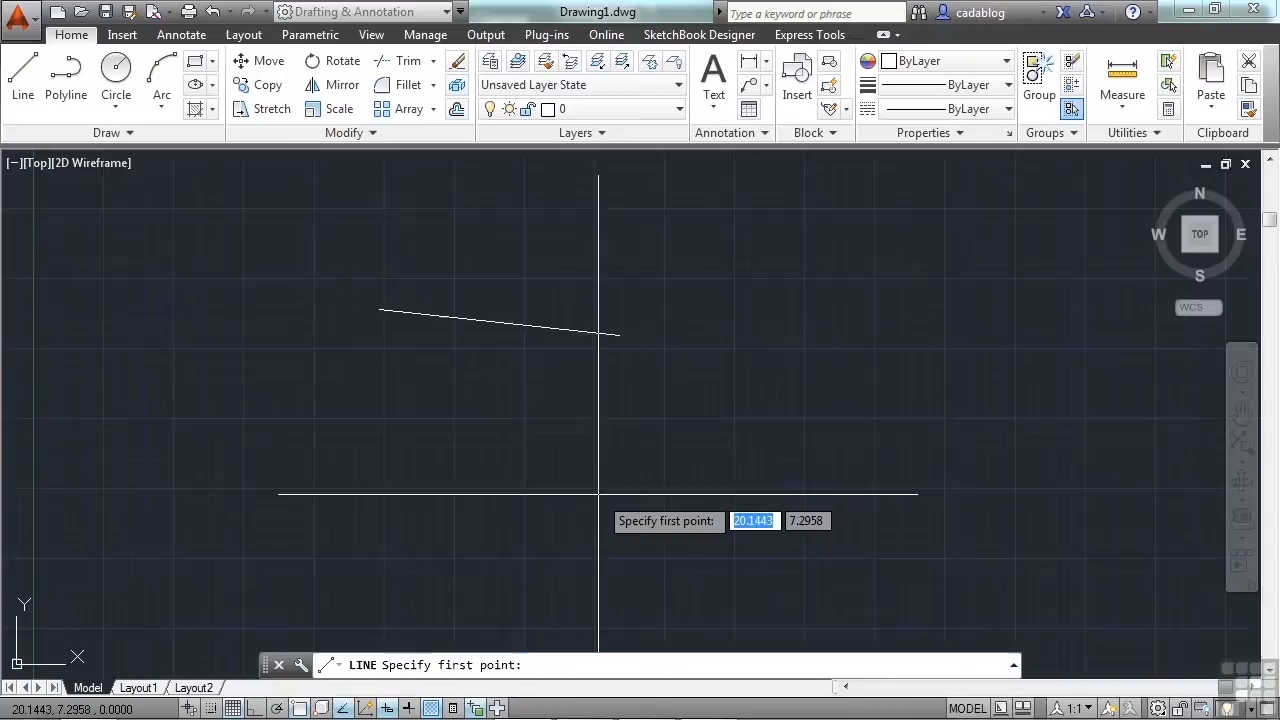 Drafting & Annotation Drawing1.dwg Type a keyword or phrase cadablog
Home Insert Annotate Layout Parametric View Manage Output Plug-ins Online SketchBook Designer Express Tools
Move Rotate Trim ByLayer
Copy Mirror Fillet Unsaved Layer State ByLayer
Stretch Scale Array 0 ByLayer
Line Polyline Circle Arc Text Insert Group Measure Paste
Draw Modify Layers Annotation Block Properties Groups Utilities Clipboard
[−][Top][2D Wireframe]
N
W TOP E
S
WCS
Specify first point: 20.1443 7.2958
Y
X
LINE Specify first point:
Model Layout1 Layout2
20.1443, 7.2958 , 0.0000 MODEL 1:1